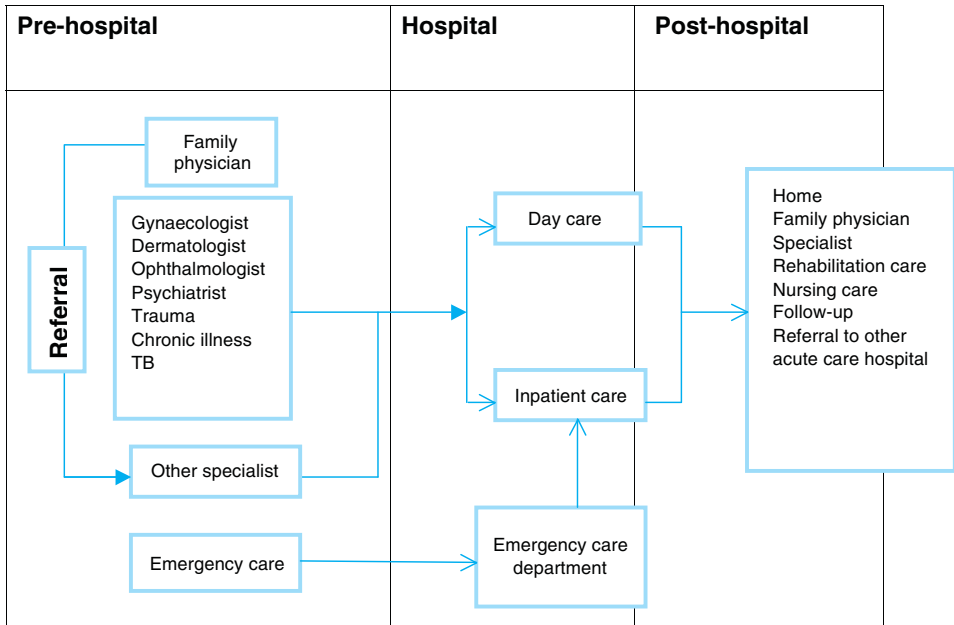 Pre-hospital
Hospital
Post-hospital
Family
physician
Gynaecologist
Dermatologist
Ophthalmologist
Psychiatrist
Trauma
Chronic illness
TB
Referral
Other specialist
Emergency care
Day care
Inpatient care
Emergency care
department
Home
Family physician
Specialist
Rehabilitation care
Nursing care
Follow-up
Referral to other
acute care hospital